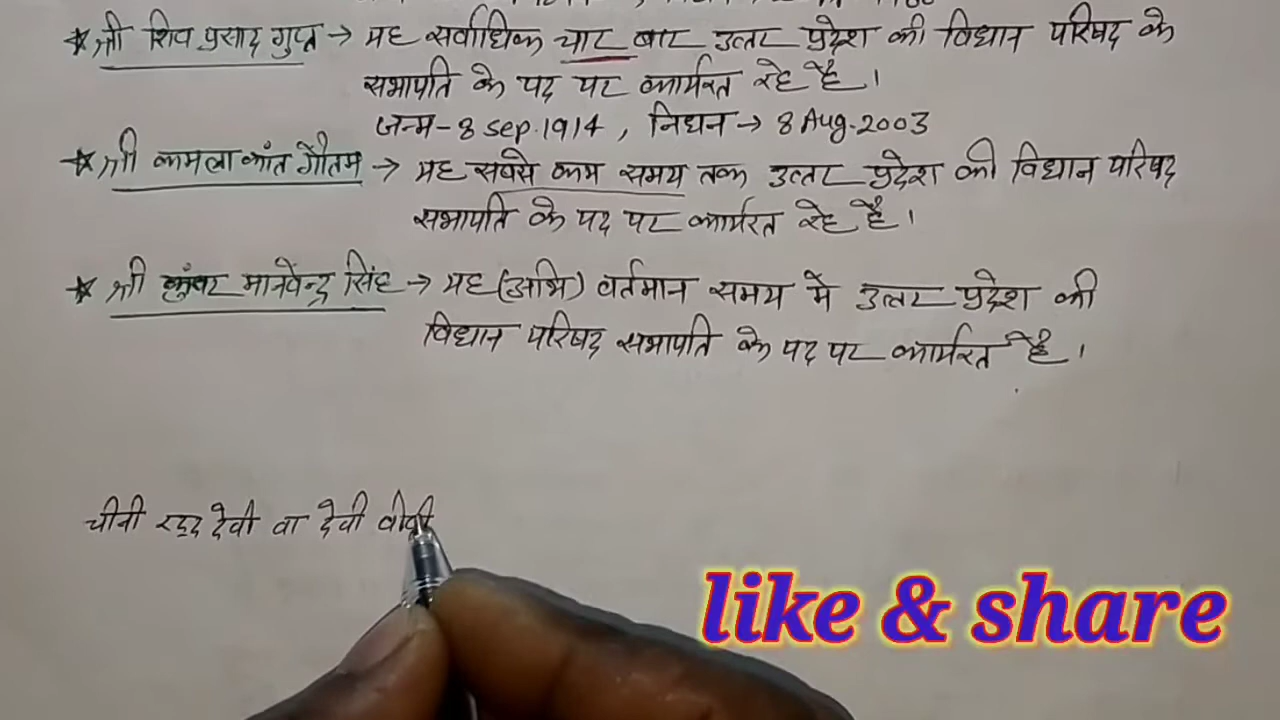 ★ श्री शिव प्रसाद गुप्त → यह सर्वाधिक चार बार उत्तर प्रदेश की विधान परिषद के
सभापति के पद पर कार्यरत रहे है।
जन्म - 8 Sep. 1914, निधन → 8 Aug. 2003
★ श्री कमला कांत गौतम → यह सबसे कम समय तक उत्तर प्रदेश की विधान परिषद
सभापति के पद पर कार्यरत रहे है।
★ श्री कुंवर मानवेन्द्र सिंह → यह (अभि) वर्तमान समय में उत्तर प्रदेश की
विधान परिषद सभापति के पद पर कार्यरत है।
चीनी देवी वा देवी
like & share